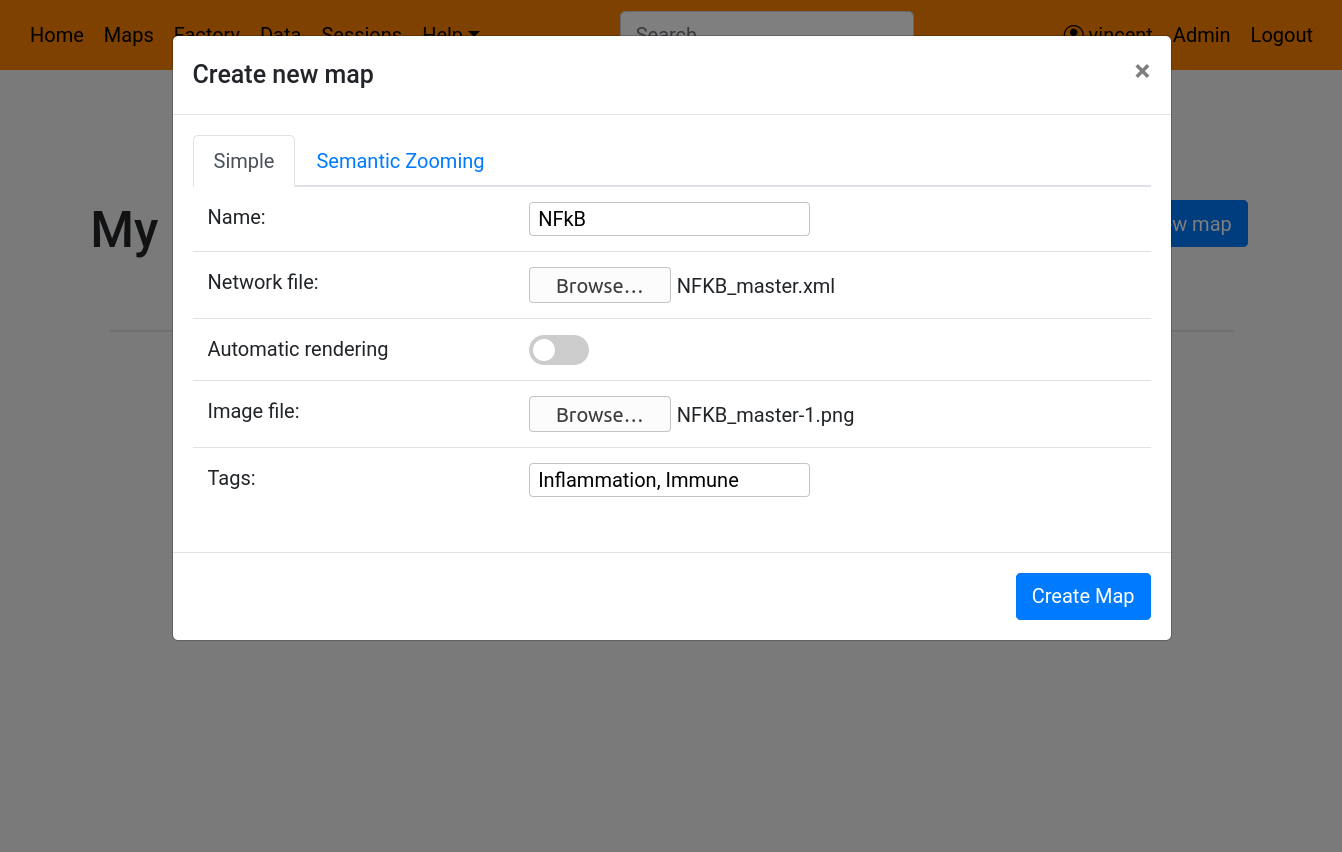 Home Maps Factory Data Sessions Help Search vincent Admin Logout
Create new map ×
Simple Semantic Zooming
Name: NFkB
My w map
Network file: Browse... NFKB_master.xml
Automatic rendering
Image file: Browse... NFKB_master-1.png
Tags: Inflammation, Immune
Create Map